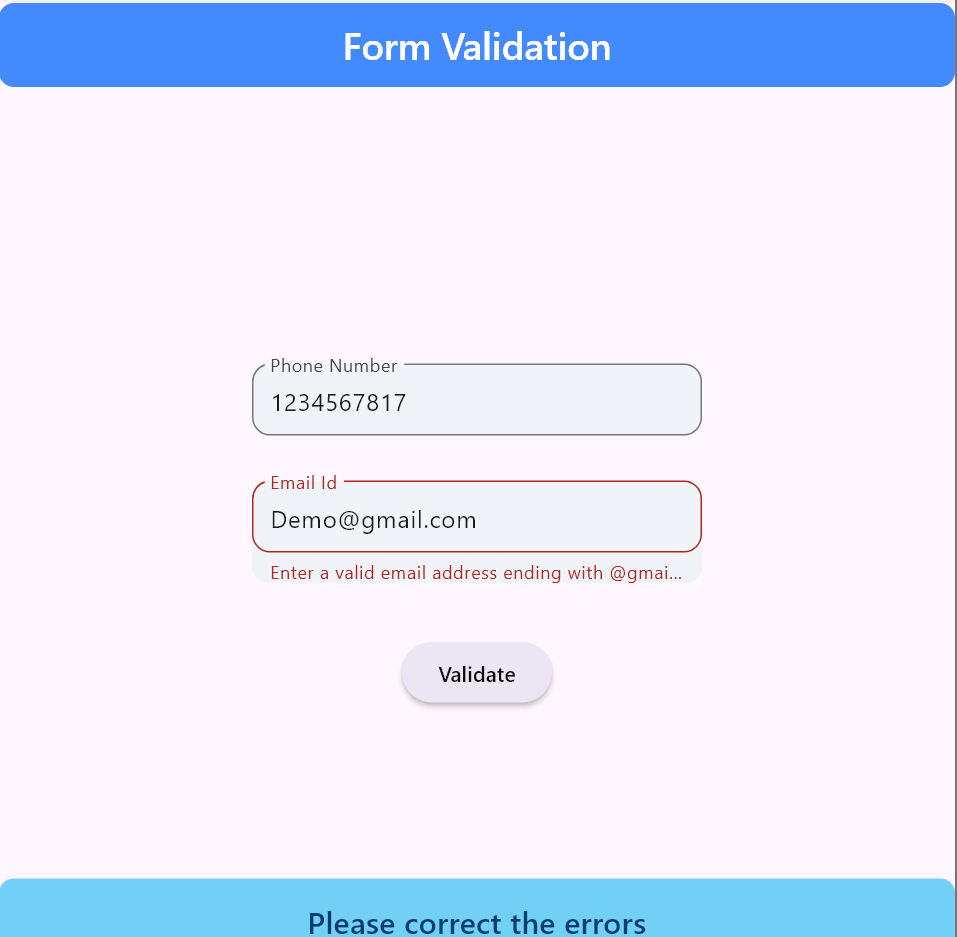 Form Validation
Phone Number
1234567817
Email Id
Demo@gmail.com
Enter a valid email address ending with @gmai...
Validate
Please correct the errors